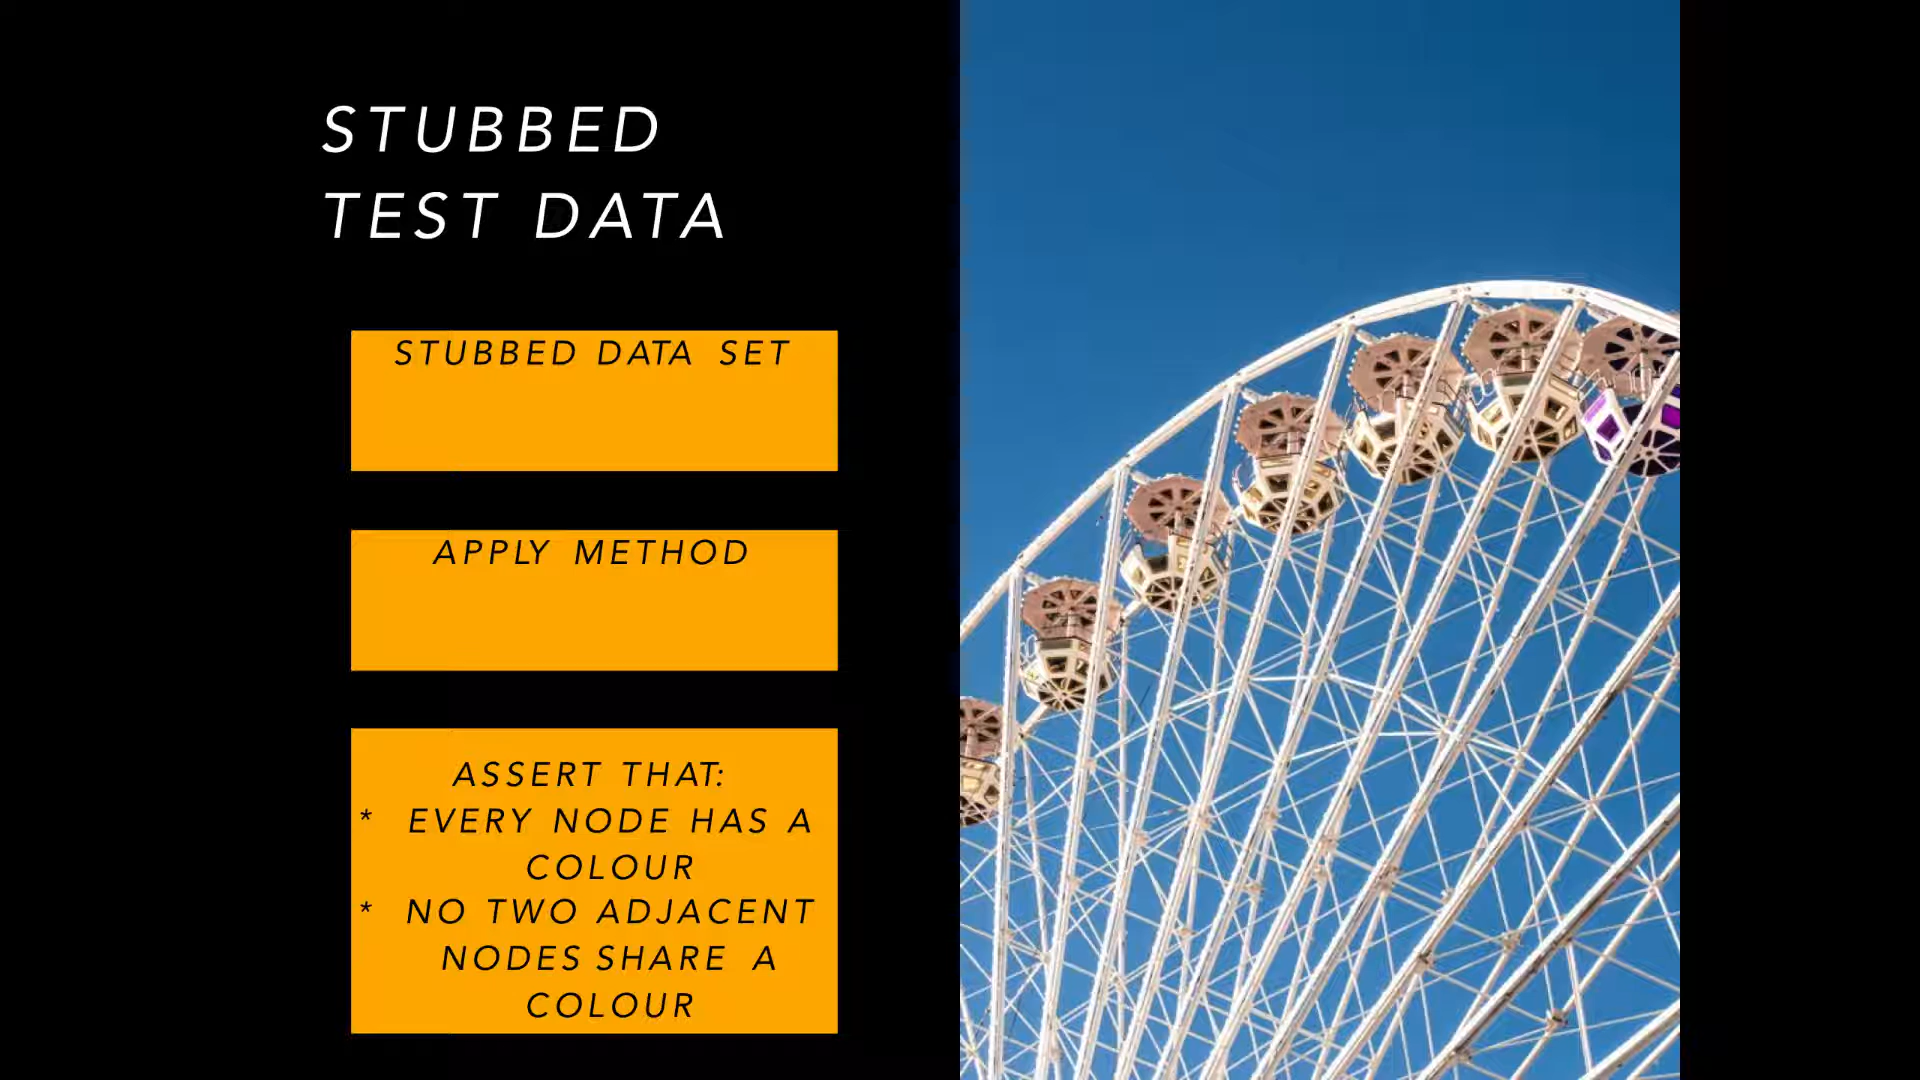 STUBBED
TEST DATA
STUBBED DATA SET
APPLY METHOD
ASSERT THAT:
* EVERY NODE HAS A
COLOUR
* NO TWO ADJACENT
NODES SHARE A
COLOUR